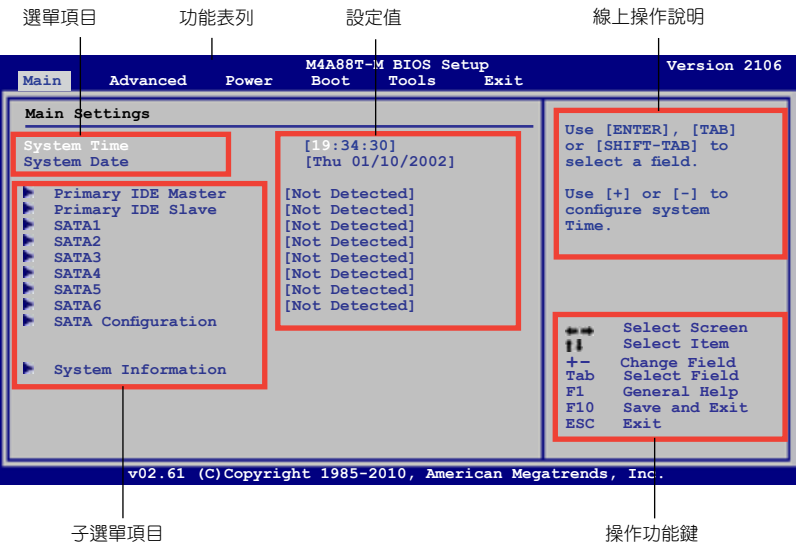 選單項目 功能表列 設定值 線上操作說明
M4A88T-M BIOS Setup Version 2106
Main Advanced Power Boot Tools Exit
Main Settings
System Time [19:34:30]
System Date [Thu 01/10/2002]
Primary IDE Master [Not Detected]
Primary IDE Slave [Not Detected]
SATA1 [Not Detected]
SATA2 [Not Detected]
SATA3 [Not Detected]
SATA4 [Not Detected]
SATA5 [Not Detected]
SATA6 [Not Detected]
SATA Configuration
System Information
Use [ENTER], [TAB]
or [SHIFT-TAB] to
select a field.
Use [+] or [-] to
configure system
Time.
Select Screen
Select Item
+- Change Field
Tab Select Field
F1 General Help
F10 Save and Exit
ESC Exit
v02.61 (C)Copyright 1985-2010, American Megatrends, Inc.
子選單項目 操作功能鍵